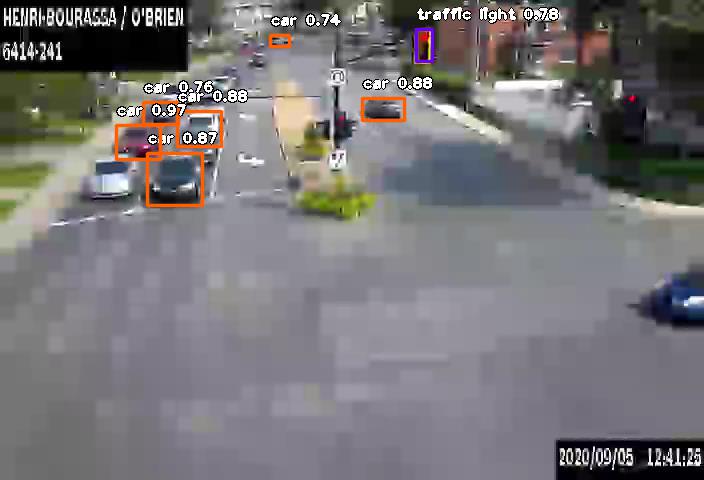 HENRI-BOURASSA / O'BRIEN
6414-241
car 0.74
traffic light 0.78
car 0.76
car 0.88
car 0.88
car 0.97
car 0.87
2020/09/05 12:41:26